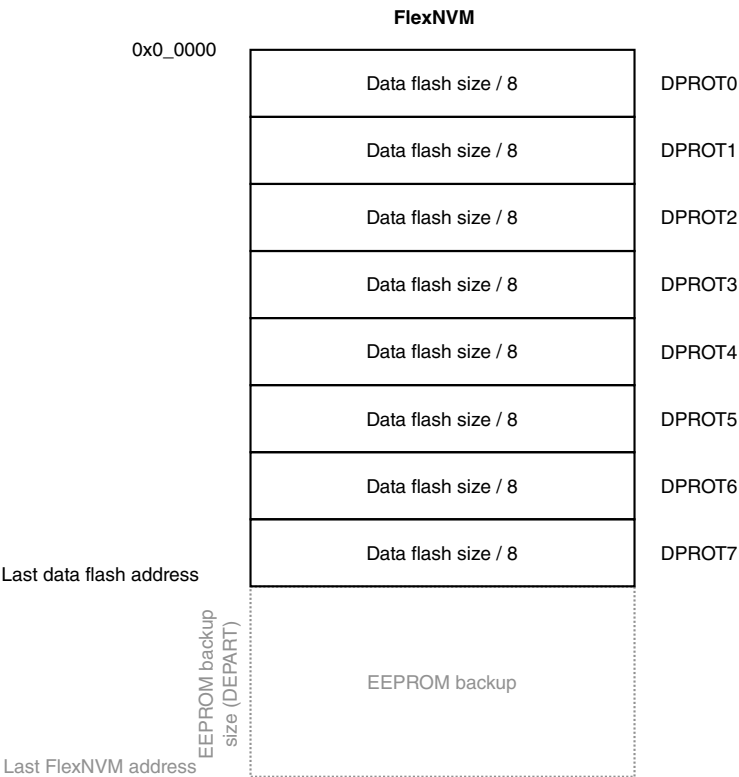 FlexNVM
0x0_0000
Data flash size / 8 DPROT0
Data flash size / 8 DPROT1
Data flash size / 8 DPROT2
Data flash size / 8 DPROT3
Data flash size / 8 DPROT4
Data flash size / 8 DPROT5
Data flash size / 8 DPROT6
Data flash size / 8 DPROT7
Last data flash address
EEPROM backup
size (DEPART)
EEPROM backup
Last FlexNVM address